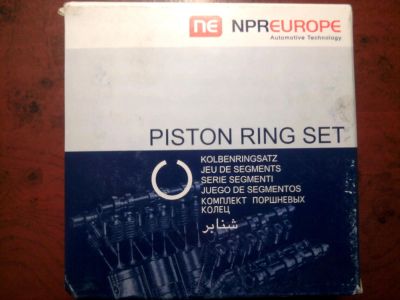 NE NPREUROPE
Automotive Technology
PISTON RING SET
KOLBENRINGSATZ
JEU DE SEGMENTS
SERIE SEGMENTI
JUEGO DE SEGMENTOS
КОМПЛЕКТ ПОРШНЕВЫХ
КОЛЕЦ
شنابر